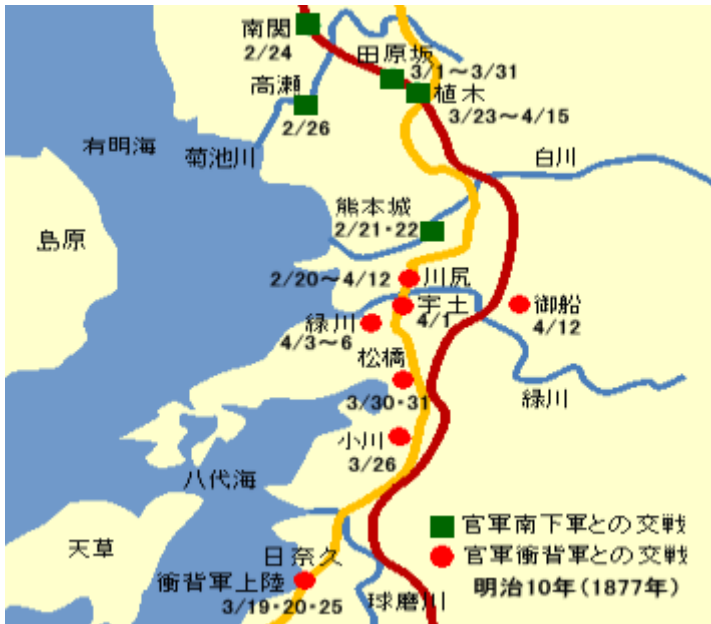 南関
2/24
田原坂
3/1～3/31
高瀬
2/26
植木
3/23～4/15
有明海
菊池川
白川
熊本城
2/21・22
島原
2/20～4/12
川尻
宇土
4/1
御船
4/12
緑川
4/3～6
松橋
3/30・31
緑川
小川
3/26
八代海
天草
日奈久
衝背軍上陸
3/19・20・25
球磨川
官軍南下軍との交戦
官軍衝背軍との交戦
明治10年(1877年)